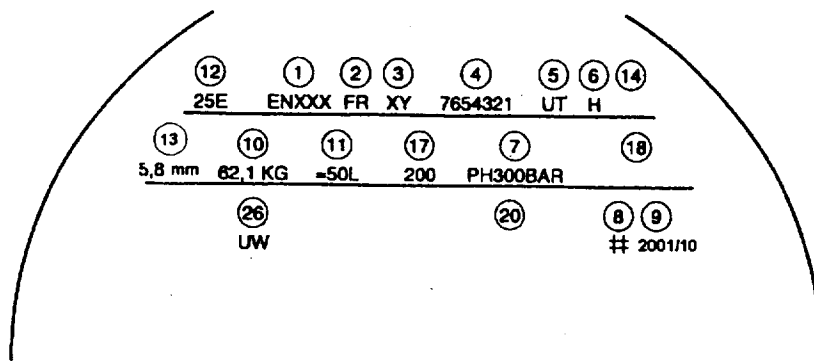 12 1 2 3 4 5 6 14
25E ENXXX FR XY 7654321 UT H
13 10 11 17 7 18
5,8 mm 62,1 KG =50L 200 PH300BAR
26 20 8 9
UW # 2001/10